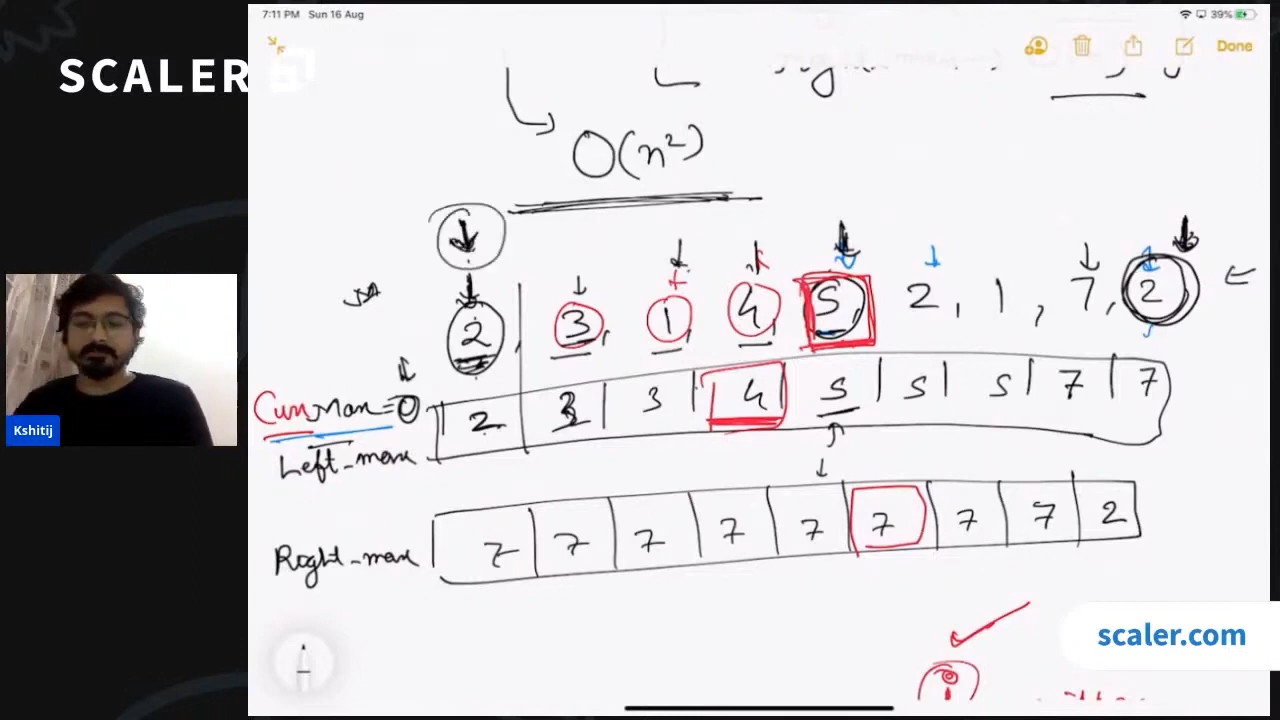 7:11 PM Sun 16 Aug
39%
SCALER
Done
O(n²)
2, 3, 1, 4, 5, 2, 1, 7, 2
Curr Max = 0
2 3 3 4 5 5 5 7 7
Left_max
Right_max
7 7 7 7 7 7 7 7 2
Kshitij
scaler.com